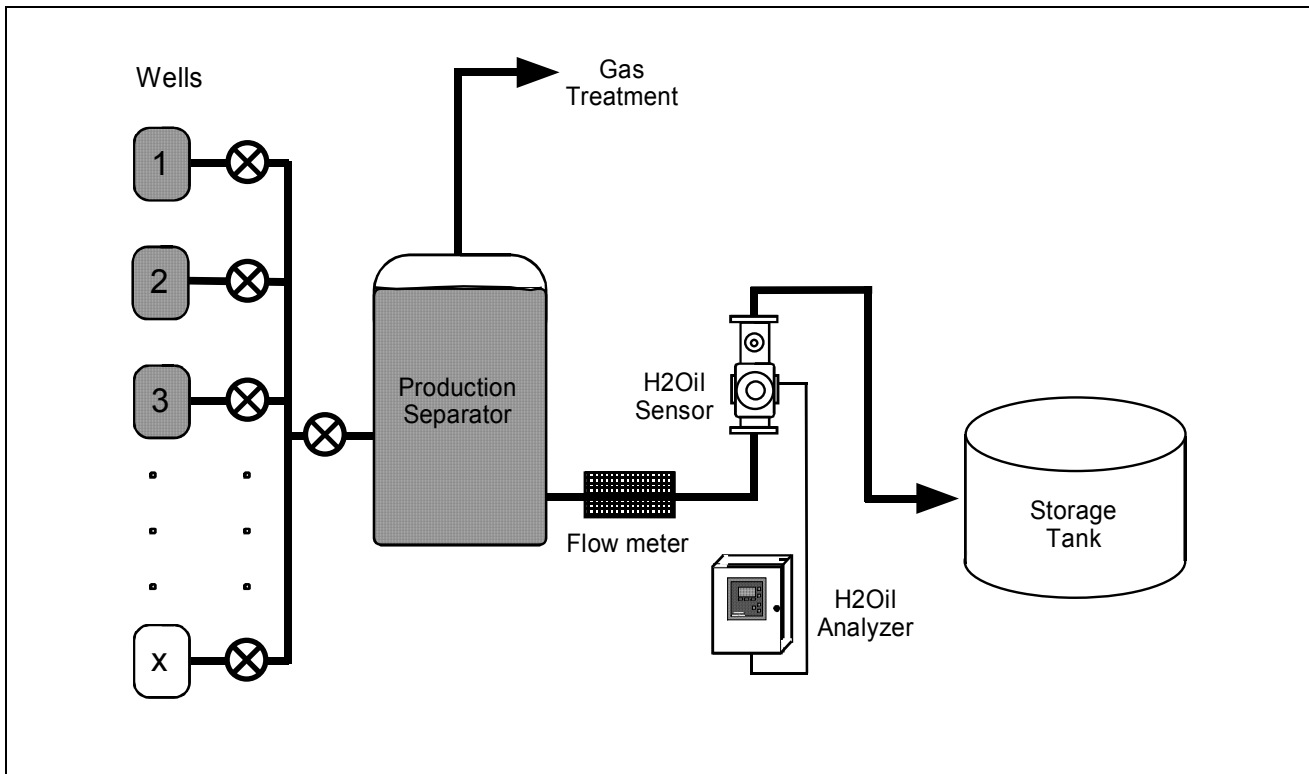 Wells
Gas
Treatment
1
2
3
x
Production
Separator
H2Oil
Sensor
Flow meter
H2Oil
Analyzer
Storage
Tank